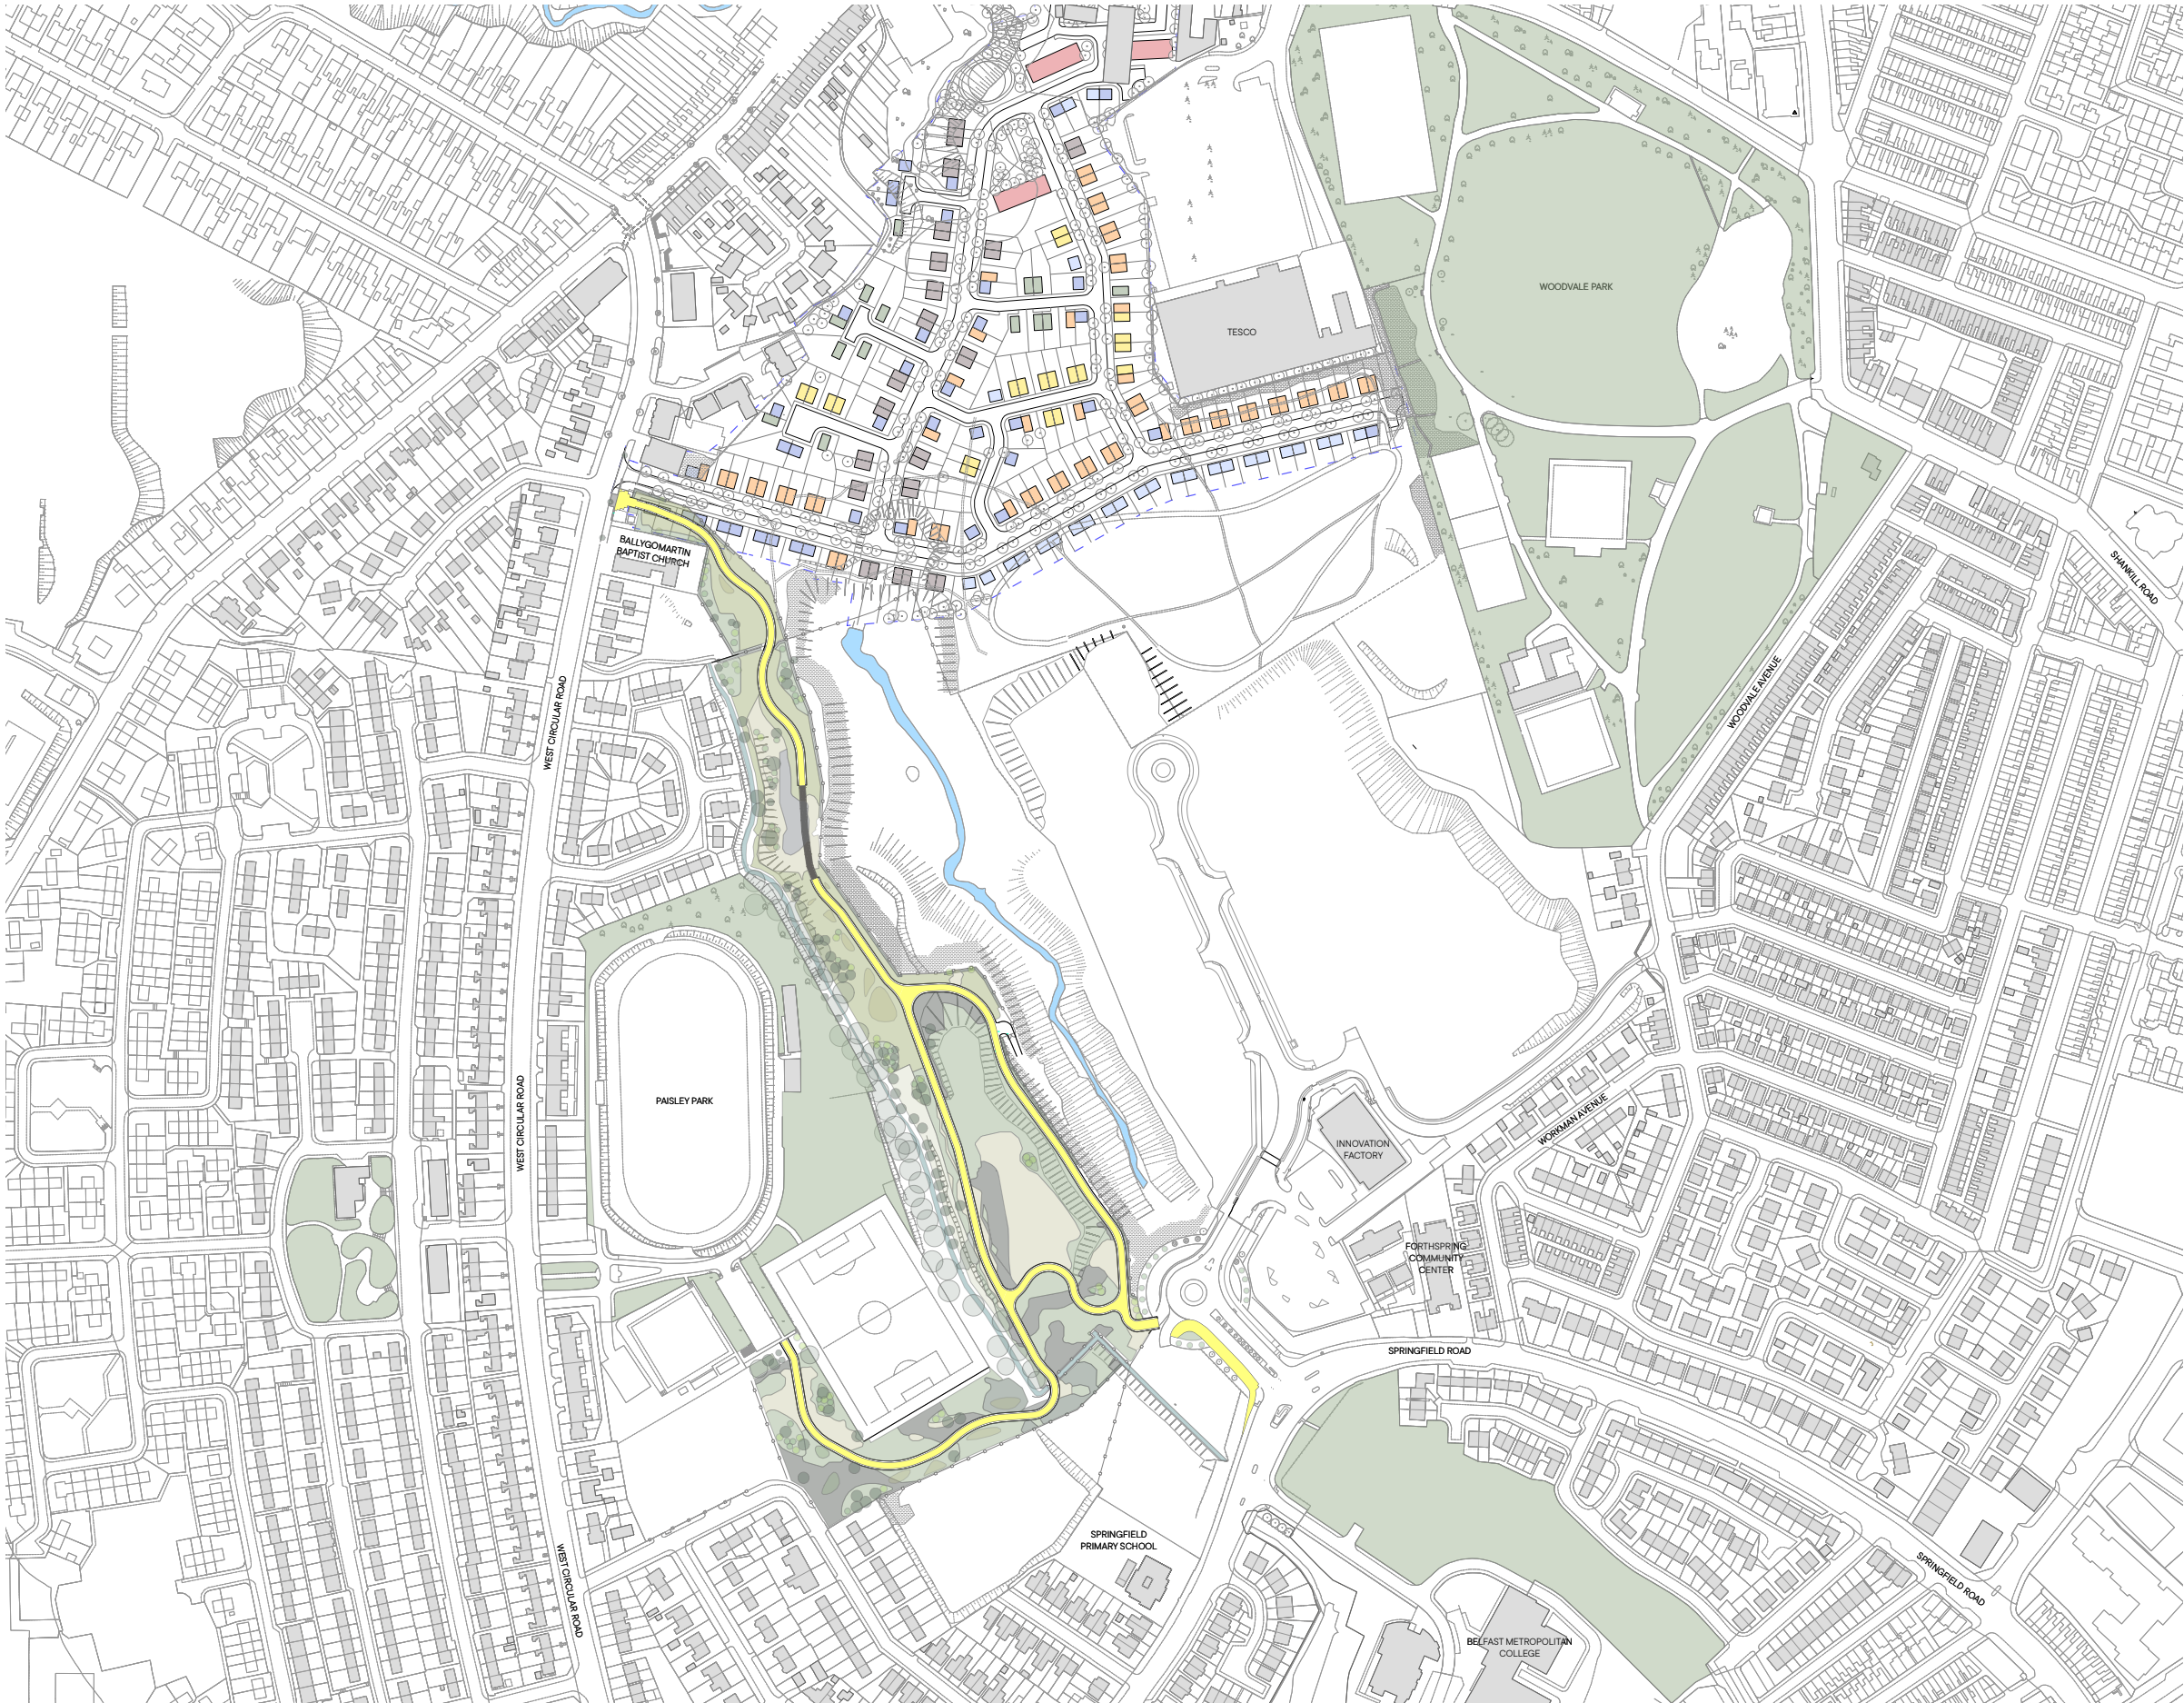 WOODVALE PARK
TESCO
BALLYGOMARTIN
BAPTIST CHURCH
SHANKILL ROAD
WEST CIRCULAR ROAD
WOODVALE AVENUE
WEST CIRCULAR ROAD
PAISLEY PARK
INNOVATION
FACTORY
WORKMAN AVENUE
FORTHSPRING
COMMUNITY
CENTER
SPRINGFIELD ROAD
SPRINGFIELD
PRIMARY SCHOOL
WEST CIRCULAR ROAD
SPRINGFIELD ROAD
BELFAST METROPOLITAN
COLLEGE